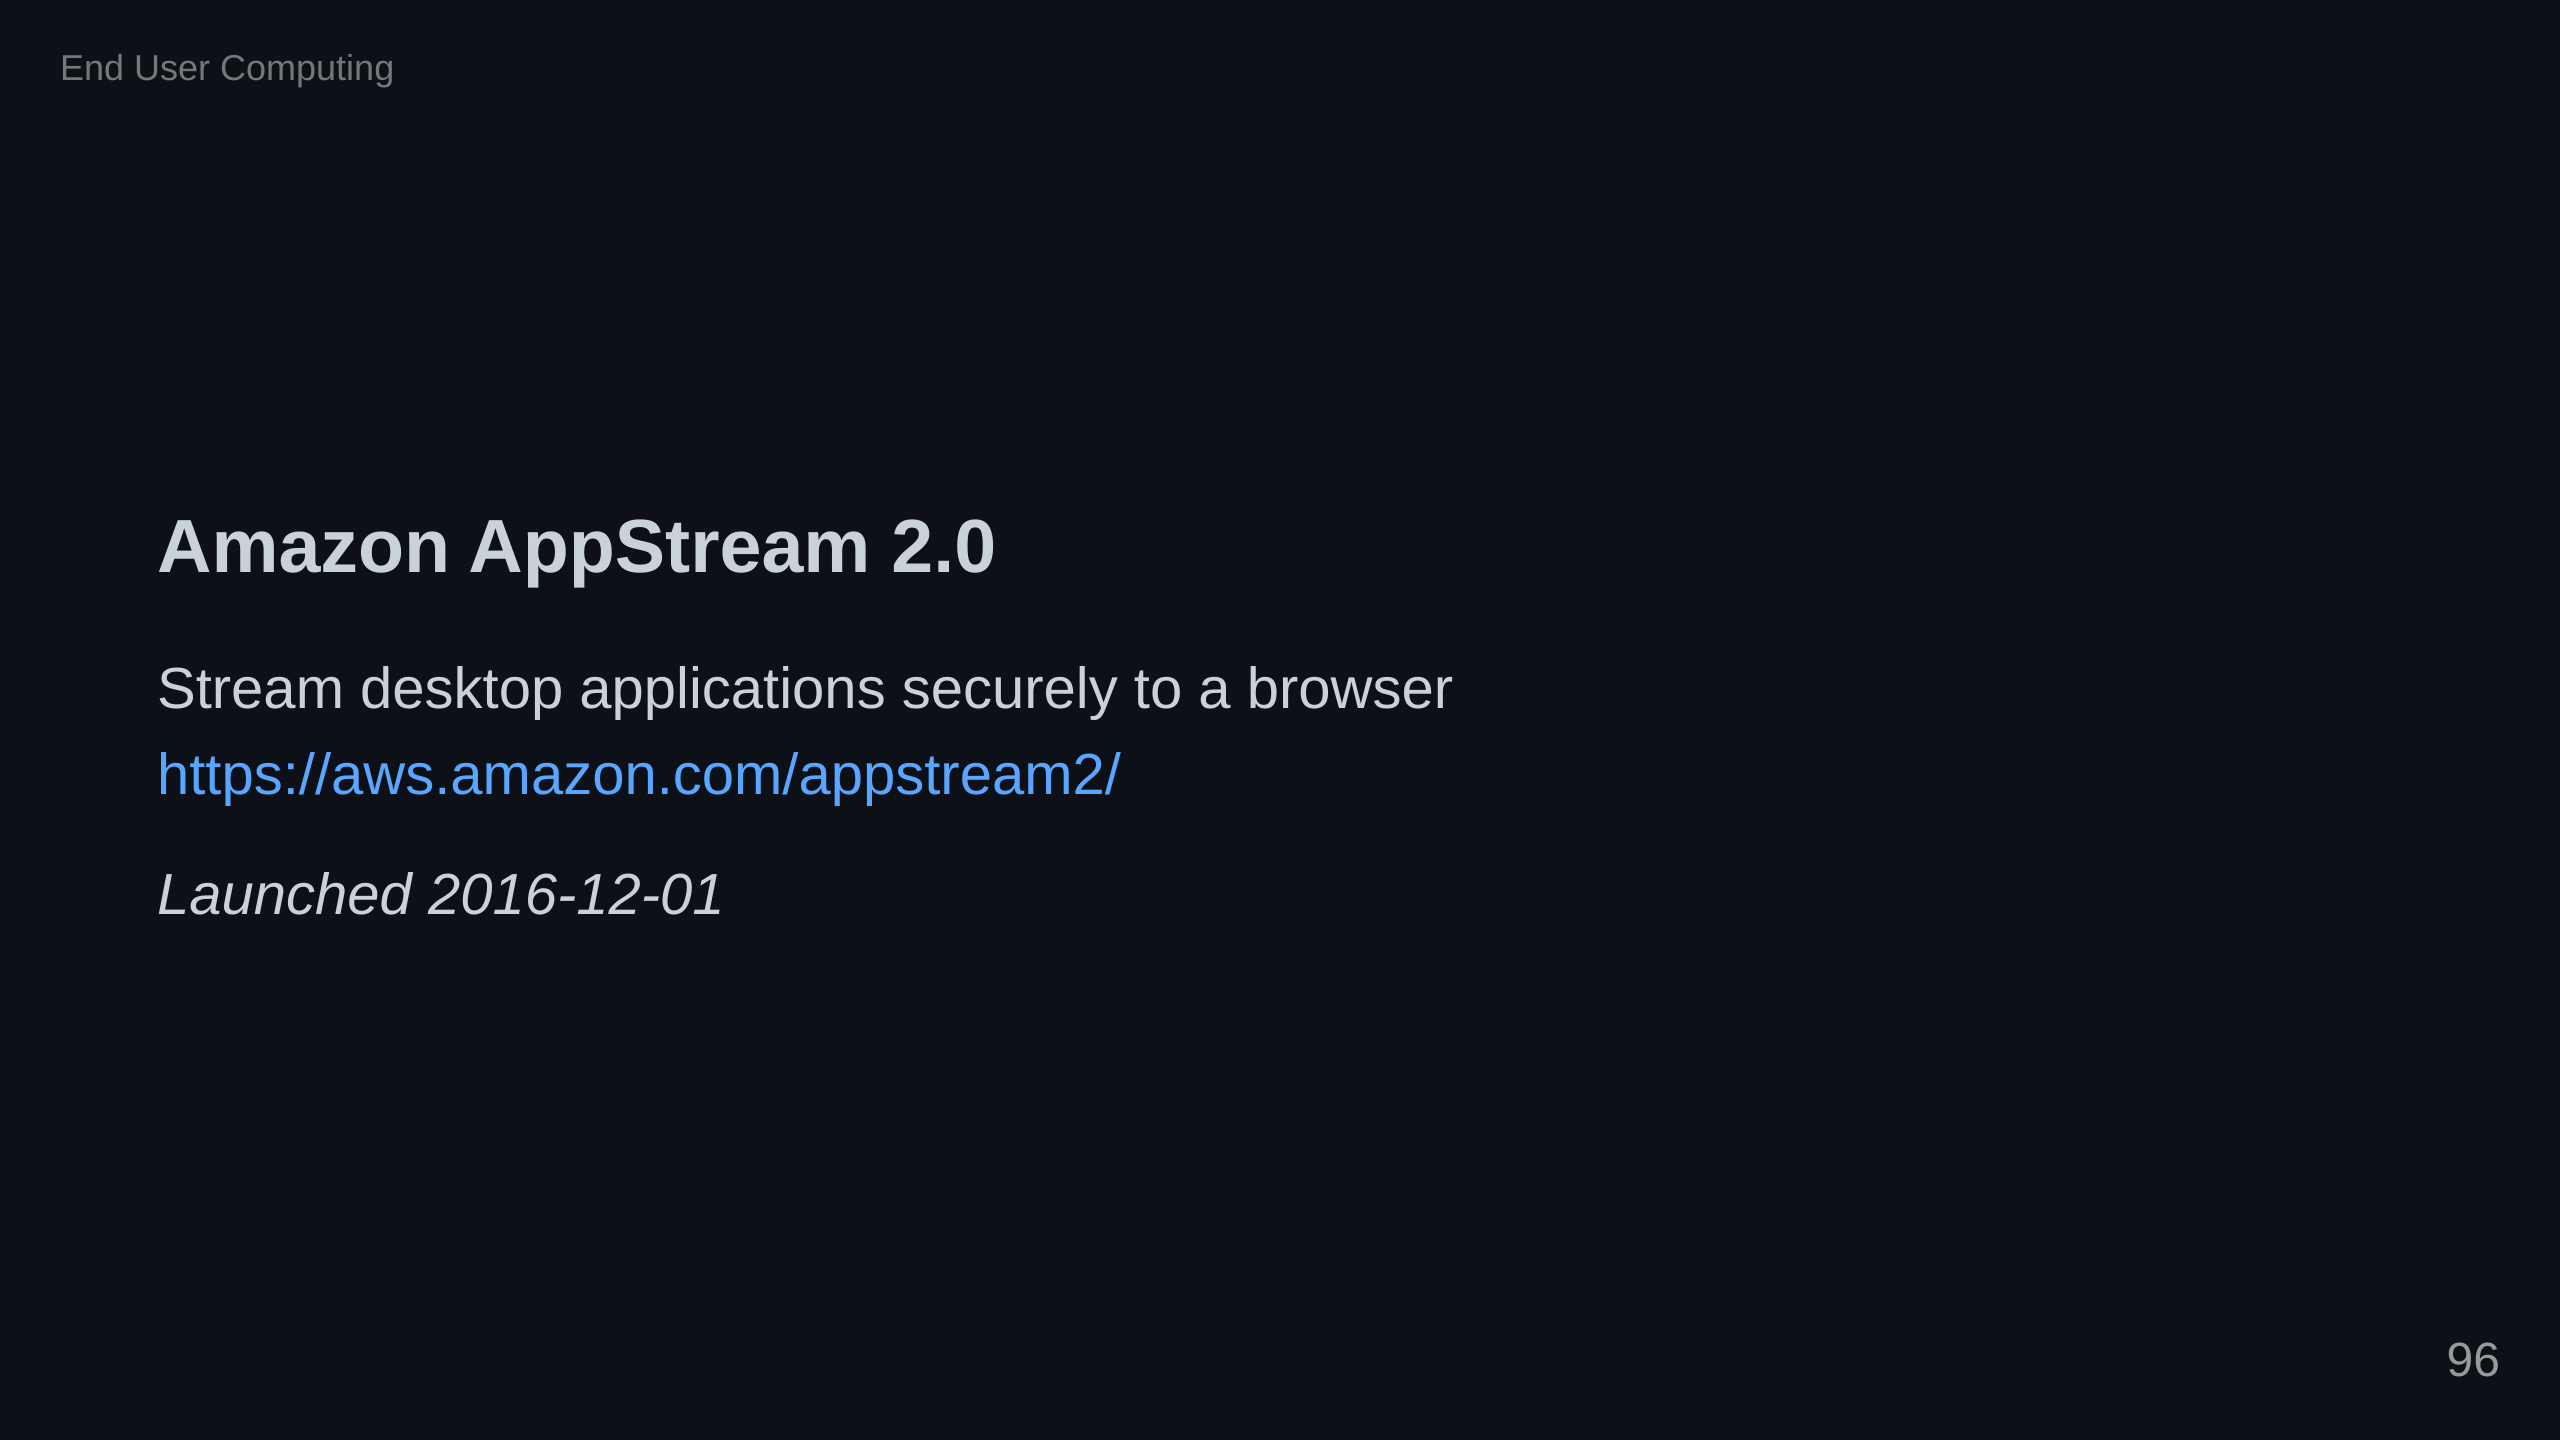 End User Computing
Amazon AppStream 2.0
Stream desktop applications securely to a browser
https://aws.amazon.com/appstream2/
Launched 2016-12-01
96